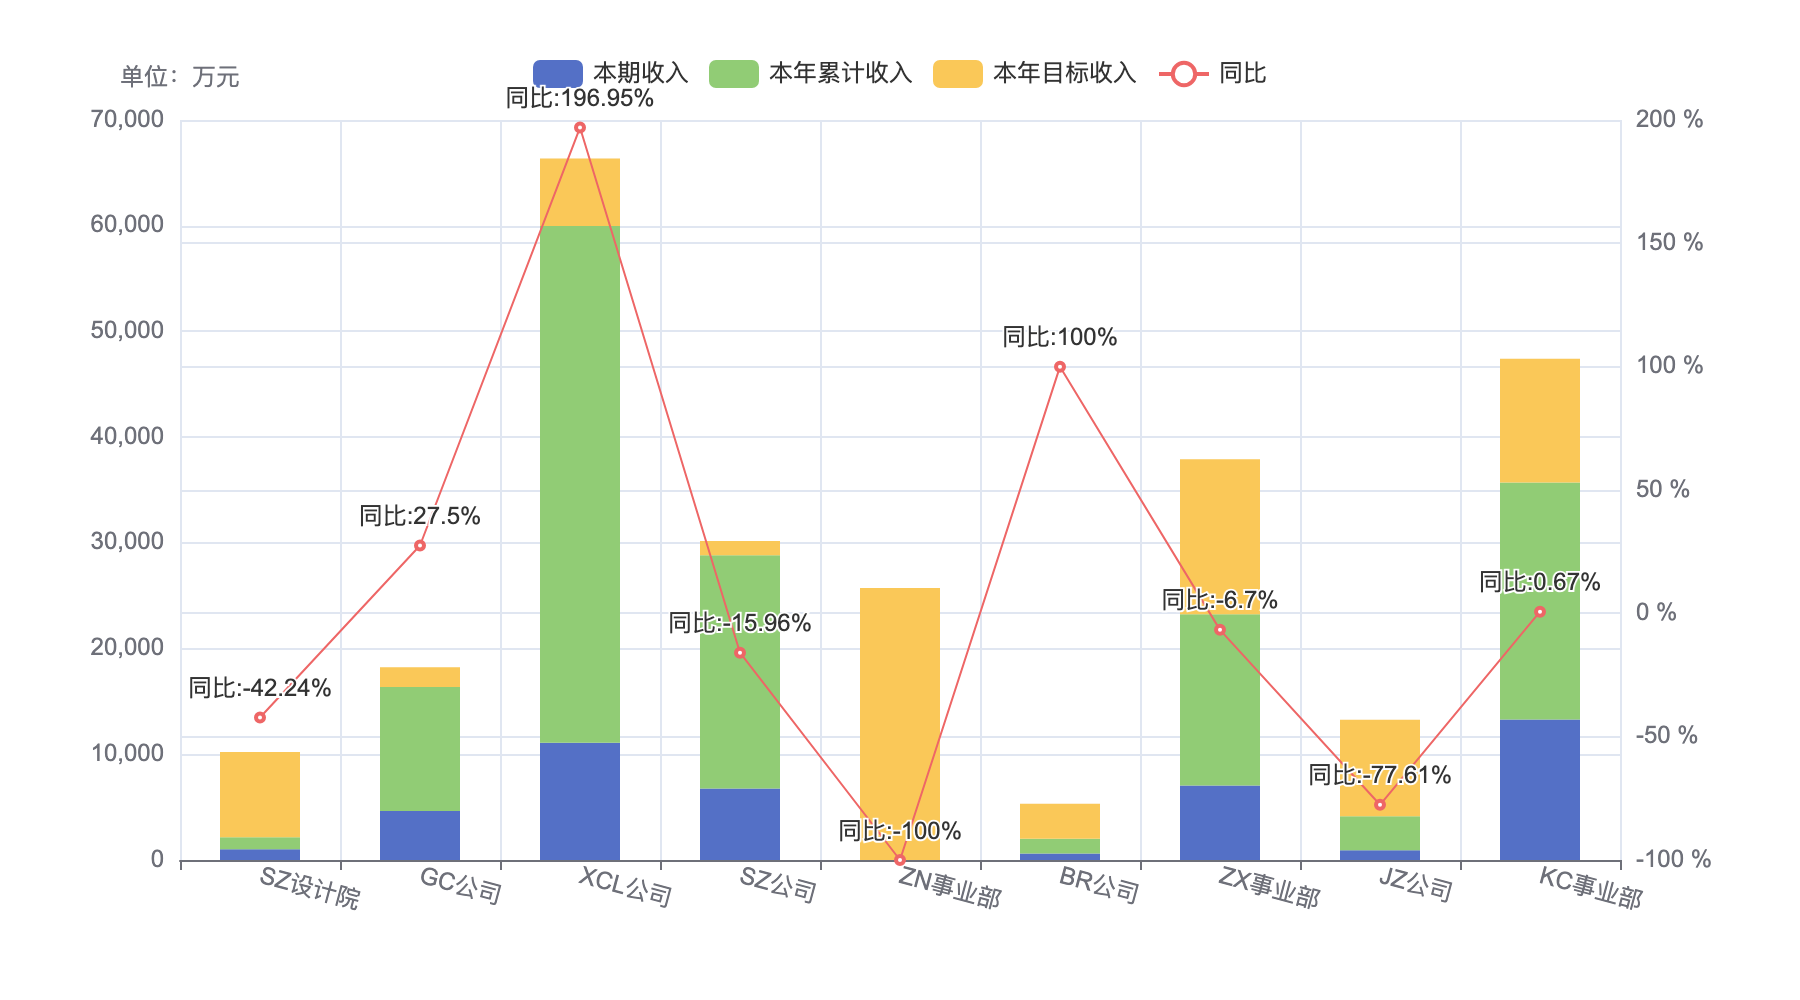 单位：万元
本期收入 本年累计收入 本年目标收入 同比
同比:196.95%
70,000 200 %
60,000
150 %
50,000
同比:100%
100 %
40,000
50 %
同比:27.5%
30,000
同比:0.67%
同比:-6.7%
0 %
同比:-15.96%
20,000
同比:-42.24%
-50 %
10,000
同比:-77.61%
同比:-100%
0 -100 %
SZ设计院 GC公司 XCL公司 SZ公司 ZN事业部 BR公司 ZX事业部 JZ公司 KC事业部